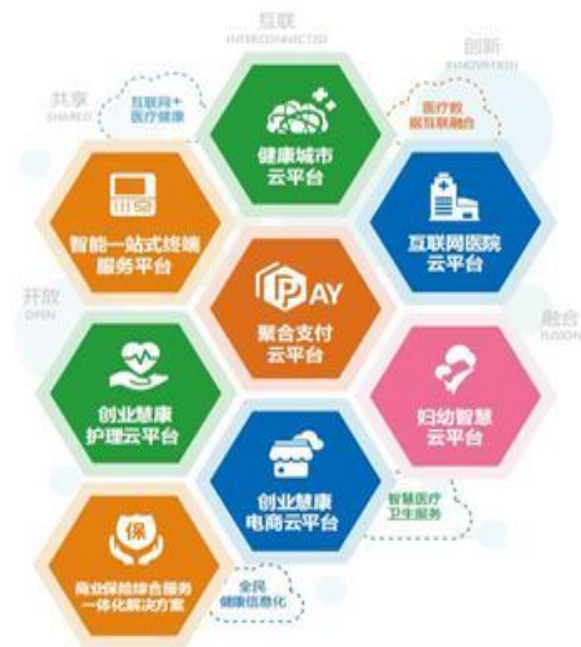 互联
INTERCONNECTED
创新
INNOVATION
共享
SHARED
互联网+
医疗健康
医疗数
据互联融合
健康城市
云平台
智能一站式终端
服务平台
互联网医院
云平台
PAY
聚合支付
云平台
开放
OPEN
融合
FUSION
创业慧康
护理云平台
妇幼智慧
云平台
创业慧康
电商云平台
智慧医疗
卫生服务
保
商业保险综合服务
一体化解决方案
全民
健康信息化